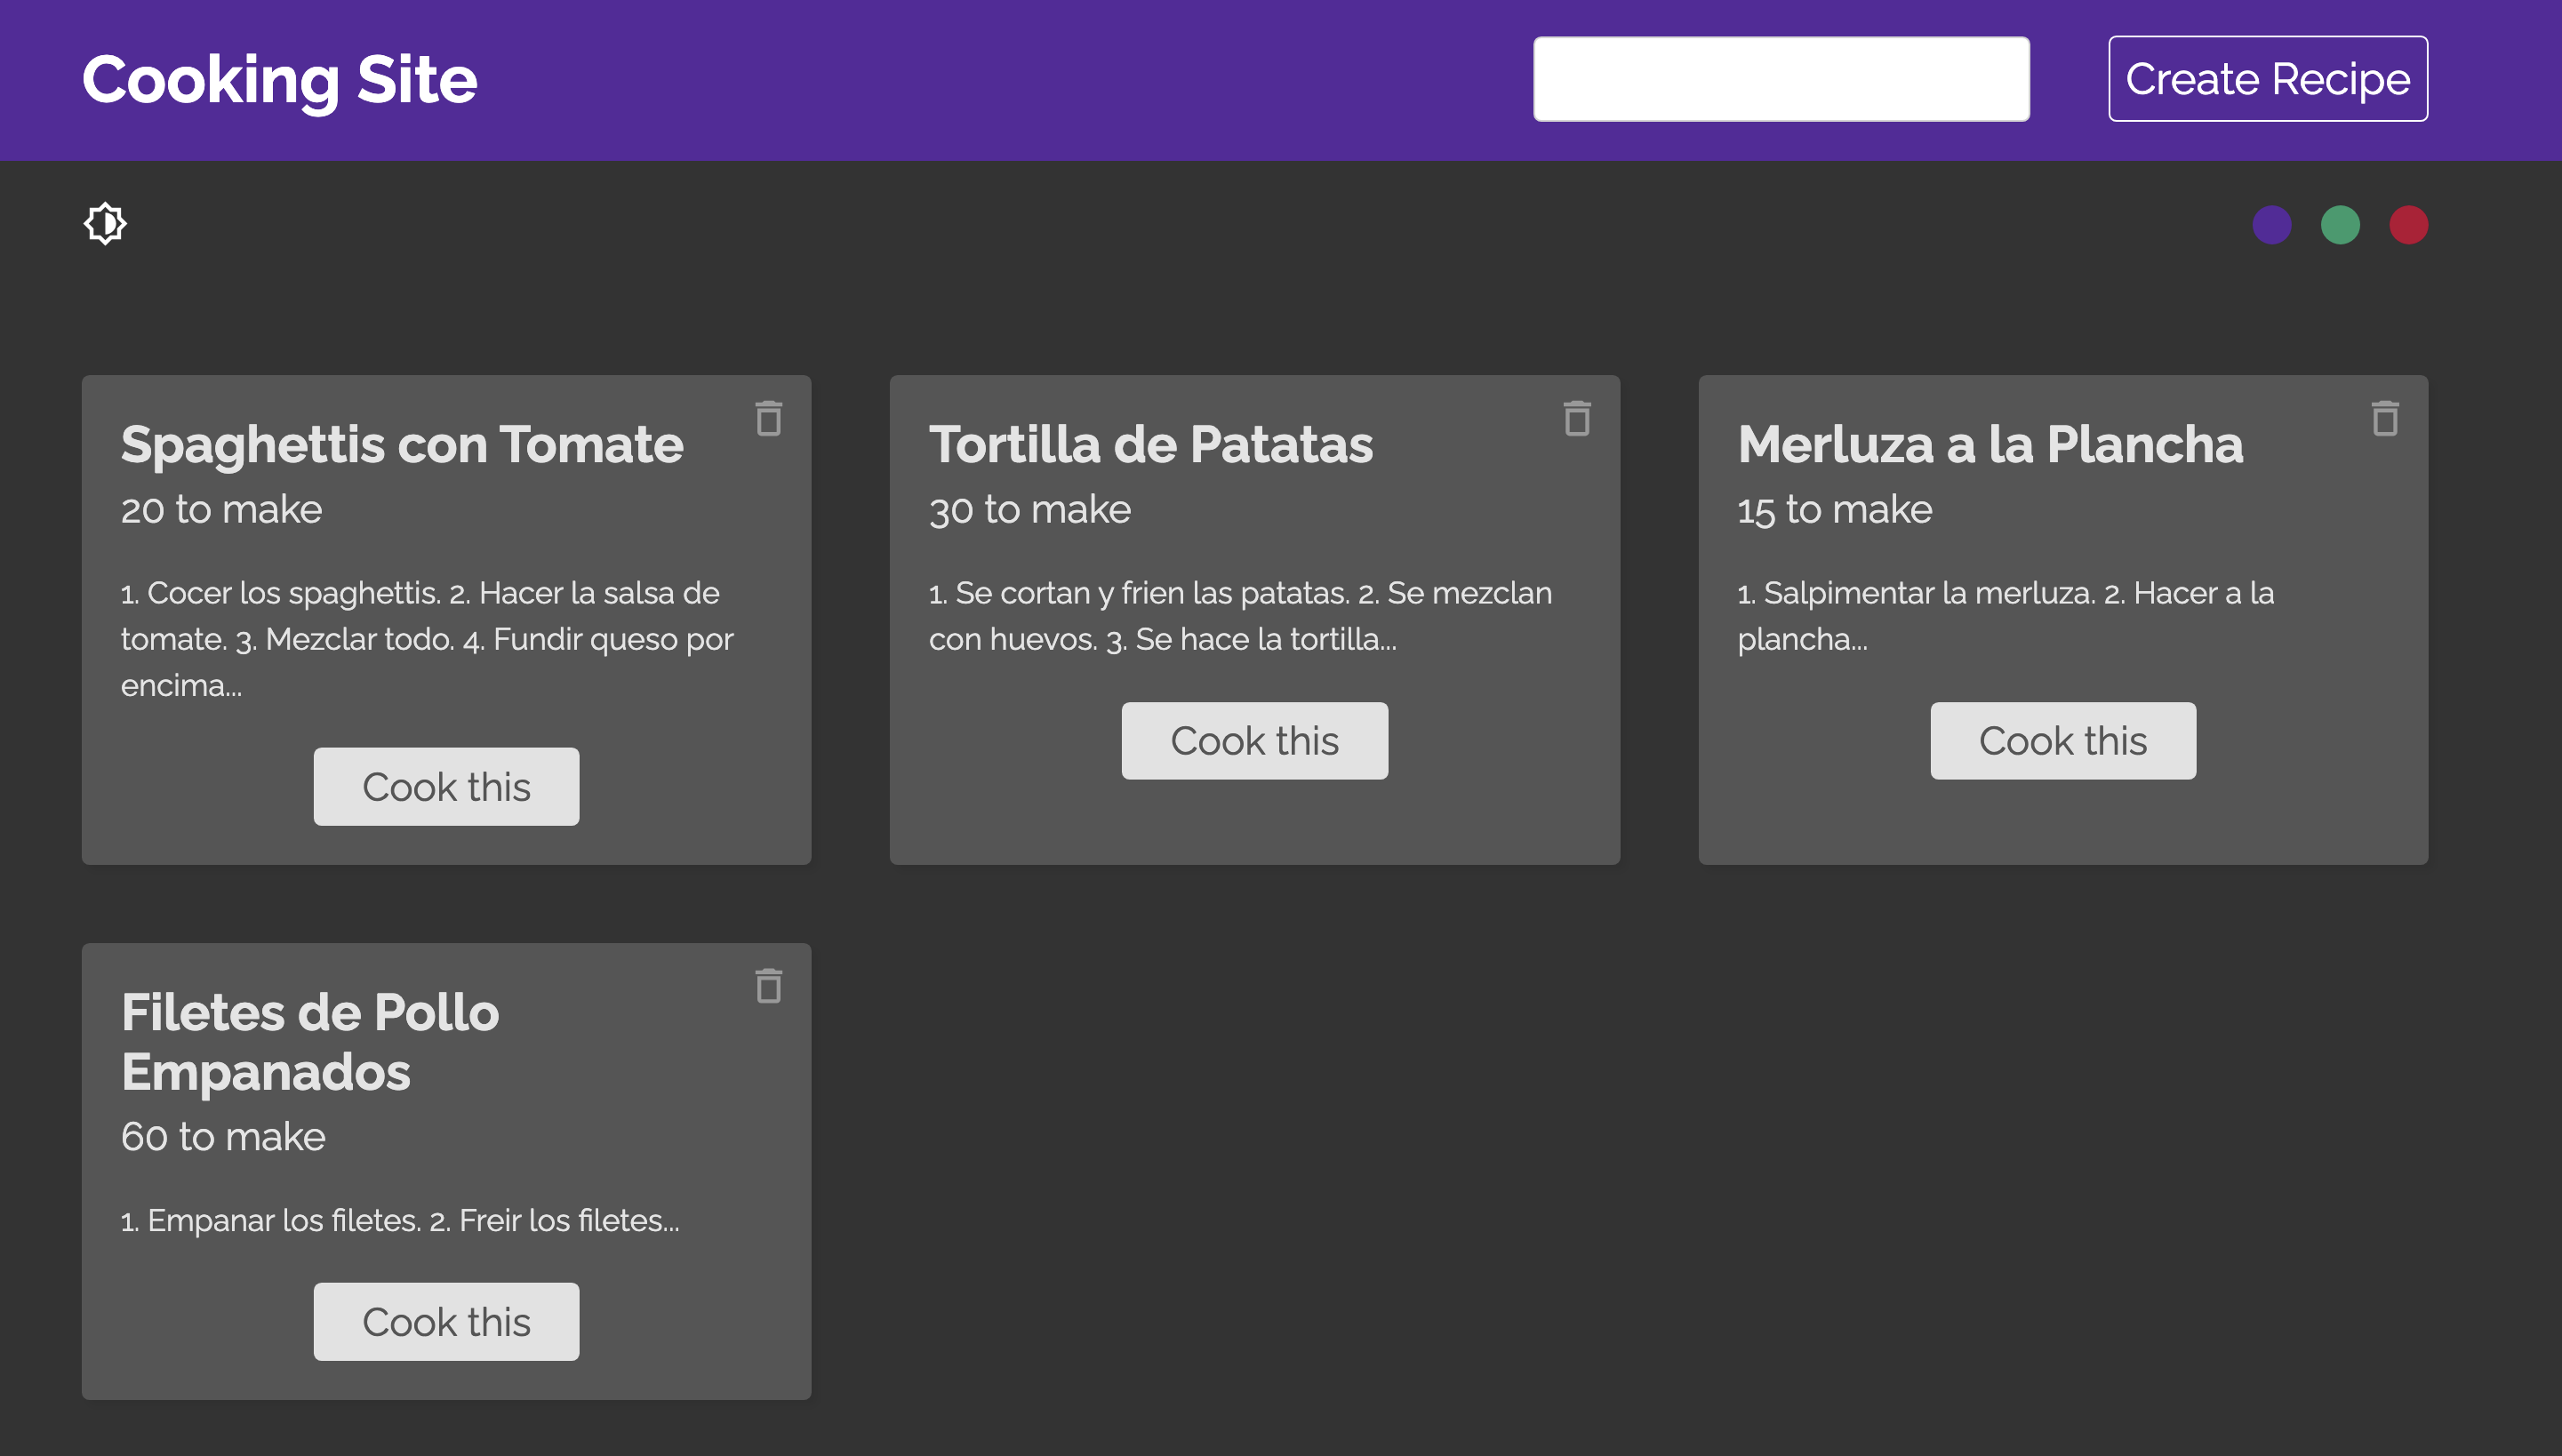 Cooking Site
Create Recipe
Spaghettis con Tomate
20 to make
1. Cocer los spaghettis. 2. Hacer la salsa de
tomate. 3. Mezclar todo. 4. Fundir queso por
encima...
Cook this
Tortilla de Patatas
30 to make
1. Se cortan y frien las patatas. 2. Se mezclan
con huevos. 3. Se hace la tortilla...
Cook this
Merluza a la Plancha
15 to make
1. Salpimentar la merluza. 2. Hacer a la
plancha...
Cook this
Filetes de Pollo
Empanados
60 to make
1. Empanar los filetes. 2. Freir los filetes...
Cook this